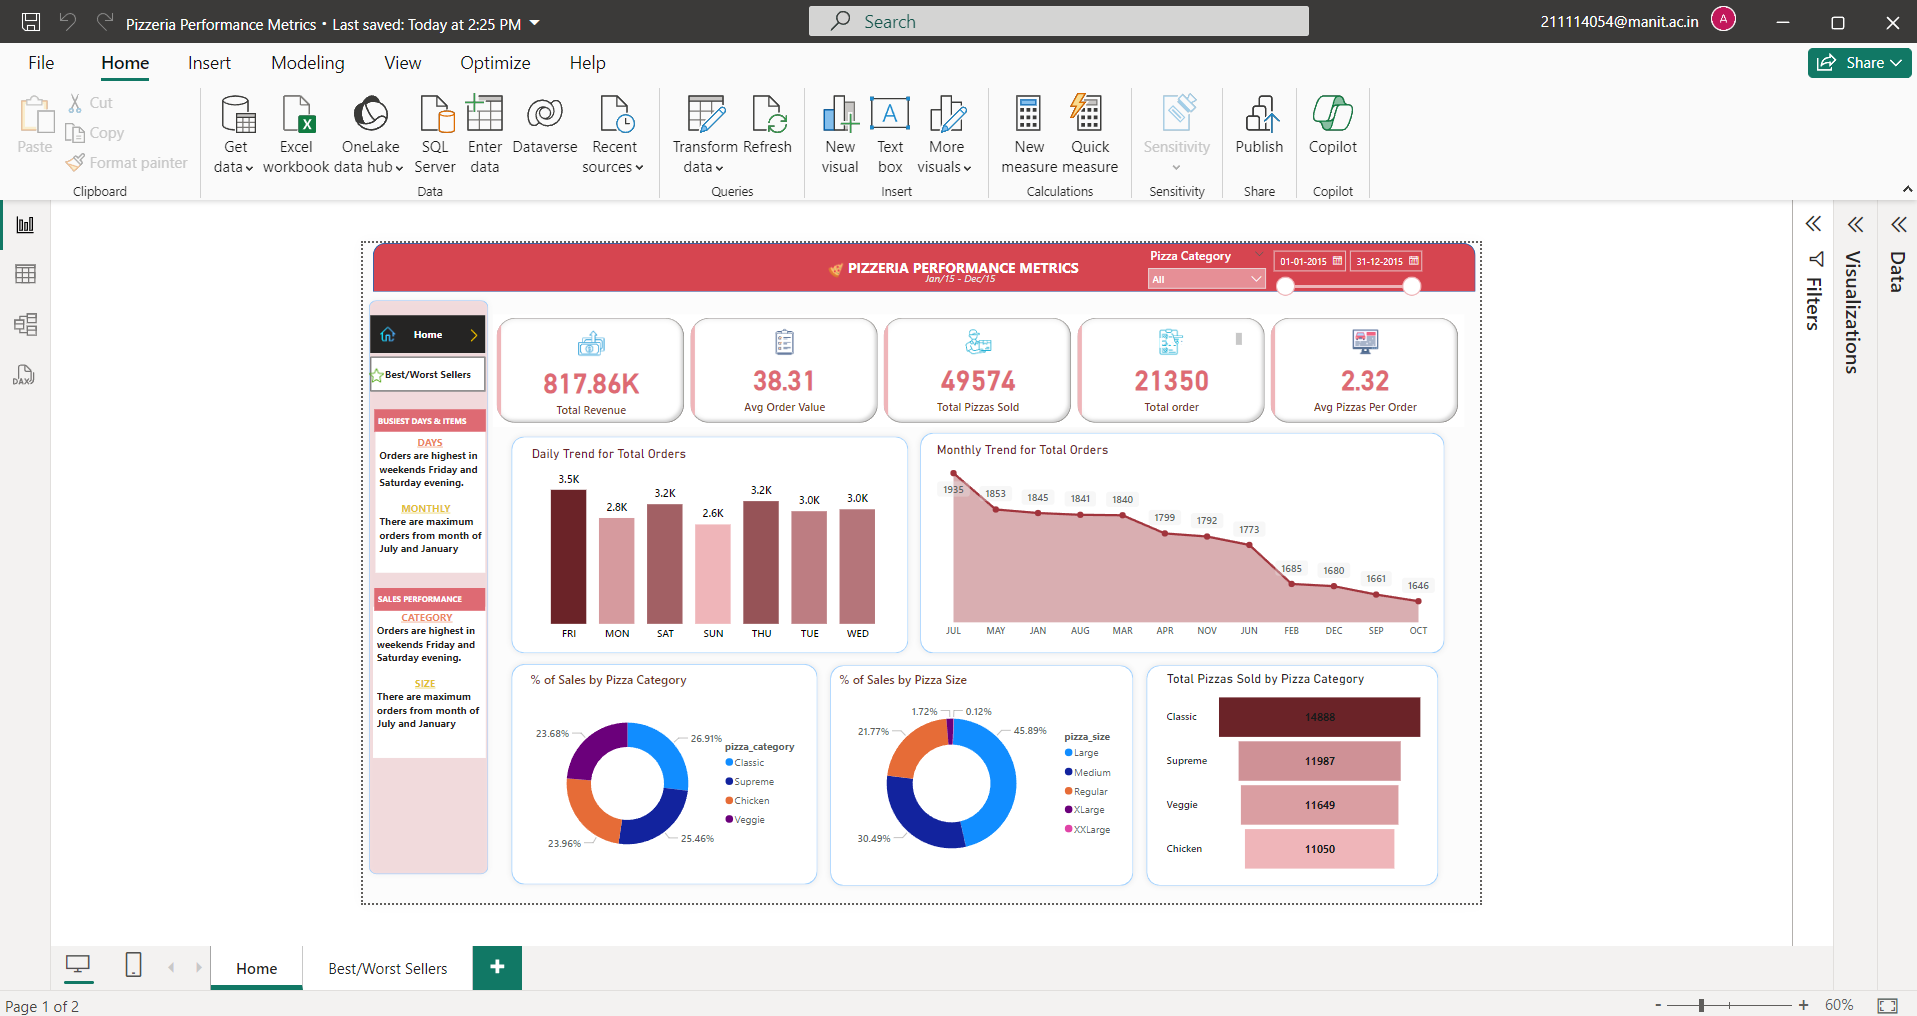 Pizzeria Performance Metrics • Last saved: Today at 2:25 PM
Search
211114054@manit.ac.in
A
File
Home
Insert
Modeling
View
Optimize
Help
Share
Paste
Cut
Copy
Format painter
Clipboard
Get data
Excel workbook
OneLake data hub
SQL Server
Enter data
Dataverse
Recent sources
Data
Transform data
Refresh
Queries
New visual
A
Text box
More visuals
Insert
New measure
Quick measure
Calculations
Sensitivity
Sensitivity
Publish
Share
Copilot
Copilot
DAX
Filters
Visualizations
Data
PIZZERIA PERFORMANCE METRICS
Jan/15 - Dec/15
Pizza Category
All
01-01-2015
31-12-2015
Home
Best/Worst Sellers
BUSIEST DAYS & ITEMS
DAYS
Orders are highest in
weekends Friday and
Saturday evening.
MONTHLY
There are maximum
orders from month of
July and January
SALES PERFORMANCE
CATEGORY
Orders are highest in
weekends Friday and
Saturday evening.
SIZE
There are maximum
orders from month of
July and January
817.86K
Total Revenue
38.31
Avg Order Value
49574
Total Pizzas Sold
21350
Total order
2.32
Avg Pizzas Per Order
Daily Trend for Total Orders
3.5K
2.8K
3.2K
2.6K
3.2K
3.0K
3.0K
FRI
MON
SAT
SUN
THU
TUE
WED
Monthly Trend for Total Orders
1935
1853
1845
1841
1840
1799
1792
1773
1685
1680
1661
1646
JUL
MAY
JAN
AUG
MAR
APR
NOV
JUN
FEB
DEC
SEP
OCT
% of Sales by Pizza Category
23.68%
26.91%
23.96%
25.46%
pizza_category
Classic
Supreme
Chicken
Veggie
% of Sales by Pizza Size
1.72%
0.12%
21.77%
45.89%
30.49%
pizza_size
Large
Medium
Regular
XLarge
XXLarge
Total Pizzas Sold by Pizza Category
Classic
14888
Supreme
11987
Veggie
11649
Chicken
11050
Home
Best/Worst Sellers
Page 1 of 2
60%